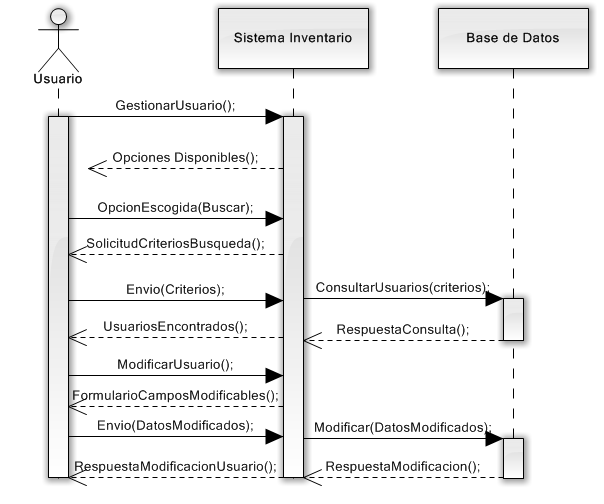 Usuario
Sistema Inventario
Base de Datos
GestionarUsuario();
Opciones Disponibles();
OpcionEscogida(Buscar);
SolicitudCriteriosBusqueda();
Envio(Criterios);
ConsultarUsuarios(criterios);
UsuariosEncontrados();
RespuestaConsulta();
ModificarUsuario();
FormularioCamposModificables();
Envio(DatosModificados);
Modificar(DatosModificados);
RespuestaModificacionUsuario();
RespuestaModificacion();